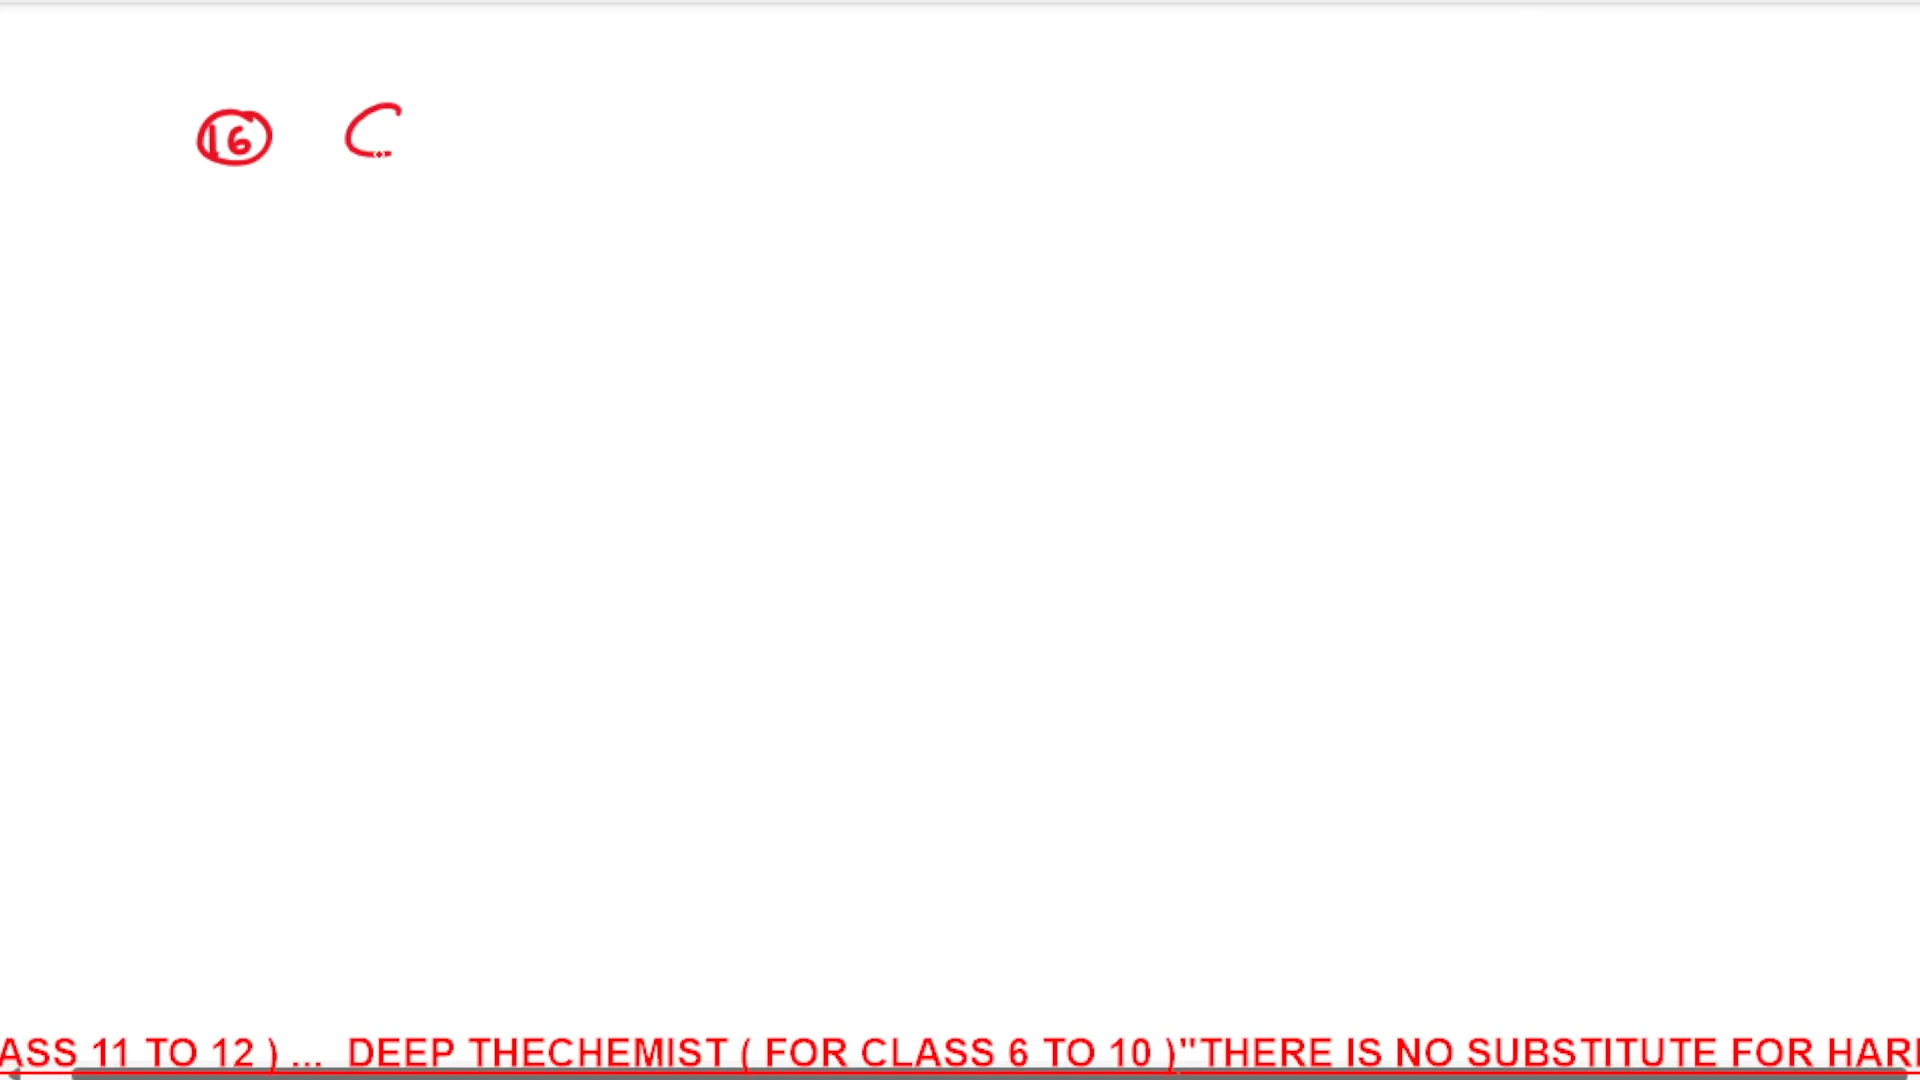 16 C
ASS 11 TO 12 ) ... DEEP THECHEMIST ( FOR CLASS 6 TO 10 )"THERE IS NO SUBSTITUTE FOR HAR